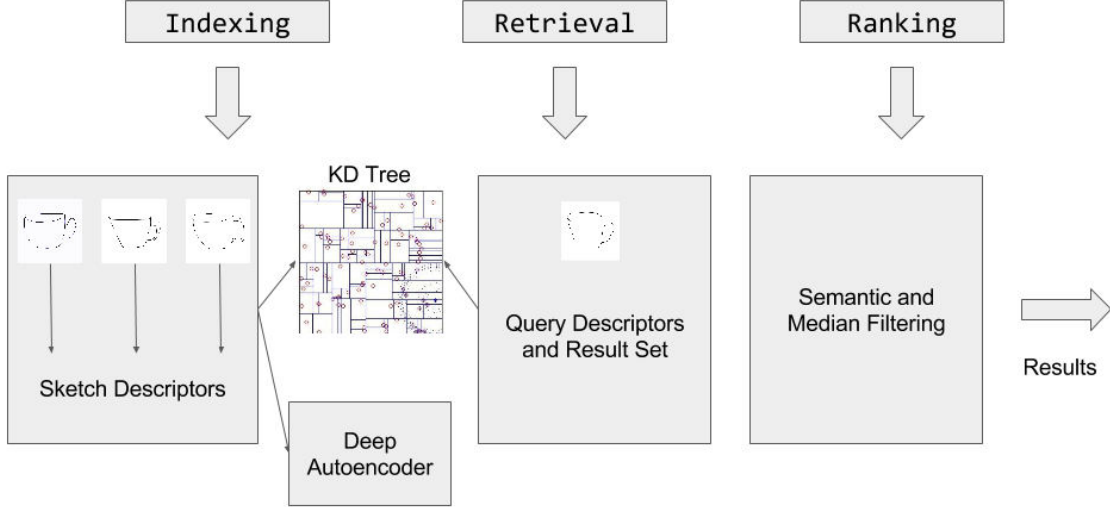 Indexing
Retrieval
Ranking
KD Tree
Sketch Descriptors
Deep
Autoencoder
Query Descriptors
and Result Set
Semantic and
Median Filtering
Results